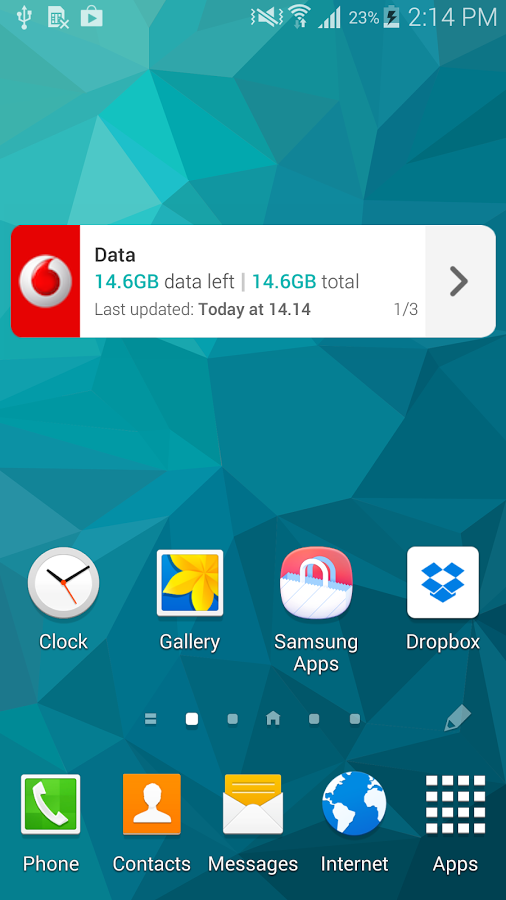 23% 2:14 PM
Data
14.6GB data left | 14.6GB total
Last updated: Today at 14.14 1/3
Clock Gallery Samsung Apps Dropbox
Phone Contacts Messages Internet Apps